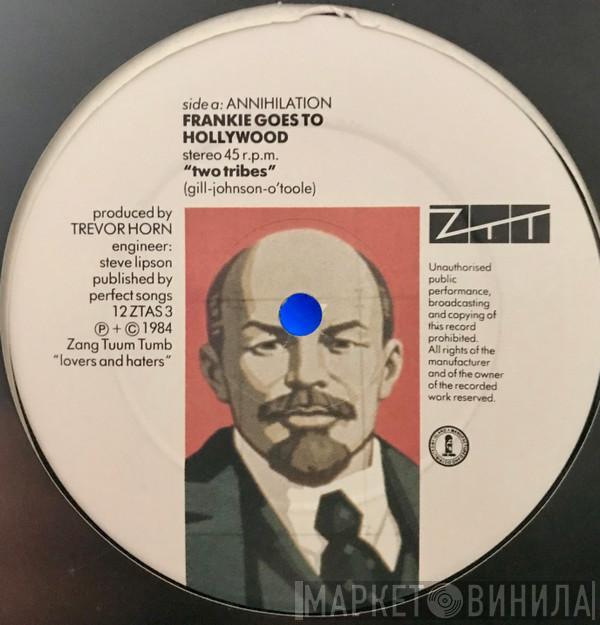 side a: ANNIHILATION
FRANKIE GOES TO
HOLLYWOOD
stereo 45 r.p.m.
"two tribes"
(gill-johnson-o'toole)
produced by
TREVOR HORN
engineer:
steve lipson
published by
perfect songs
12 ZTAS 3
Ⓟ + © 1984
Zang Tuum Tumb
"lovers and haters"
ZTT
Unauthorised
public
performance,
broadcasting
and copying of
this record
prohibited.
All rights of the
manufacturer
and of the owner
of the recorded
work reserved.
МАРКЕТ ВИНИЛА